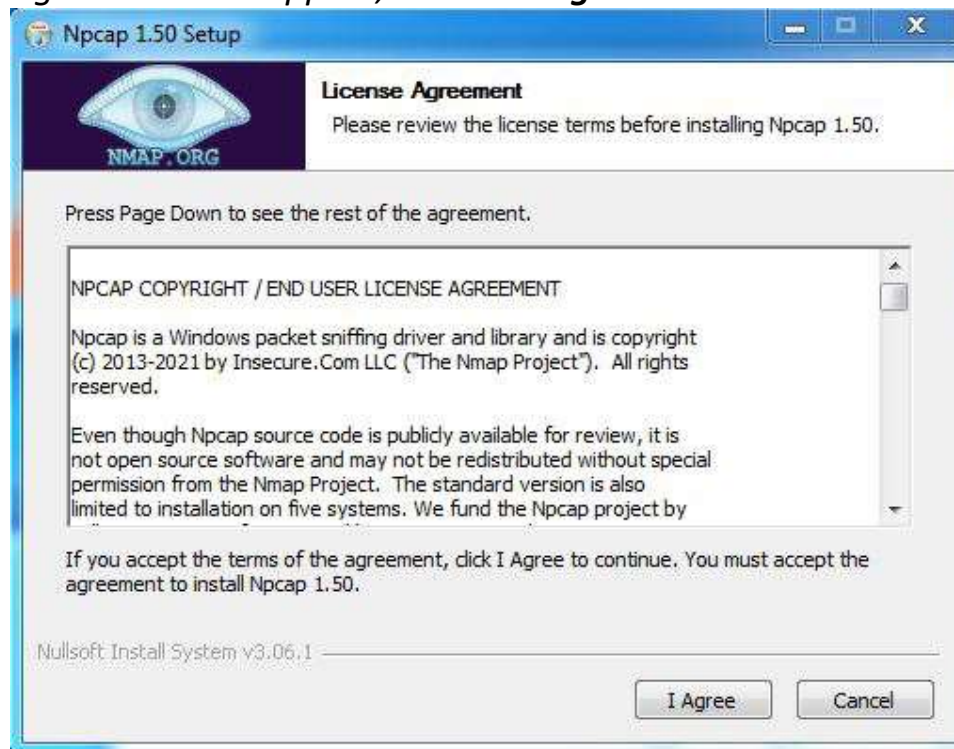 Npcap 1.50 Setup
NMAP.ORG
License Agreement
Please review the license terms before installing Npcap 1.50.
Press Page Down to see the rest of the agreement.
NPCAP COPYRIGHT / END USER LICENSE AGREEMENT
Npcap is a Windows packet sniffing driver and library and is copyright
(c) 2013-2021 by Insecure.Com LLC ("The Nmap Project"). All rights
reserved.
Even though Npcap source code is publicly available for review, it is
not open source software and may not be redistributed without special
permission from the Nmap Project. The standard version is also
limited to installation on five systems. We fund the Npcap project by
If you accept the terms of the agreement, click I Agree to continue. You must accept the
agreement to install Npcap 1.50.
Nullsoft Install System v3.06.1
I Agree
Cancel